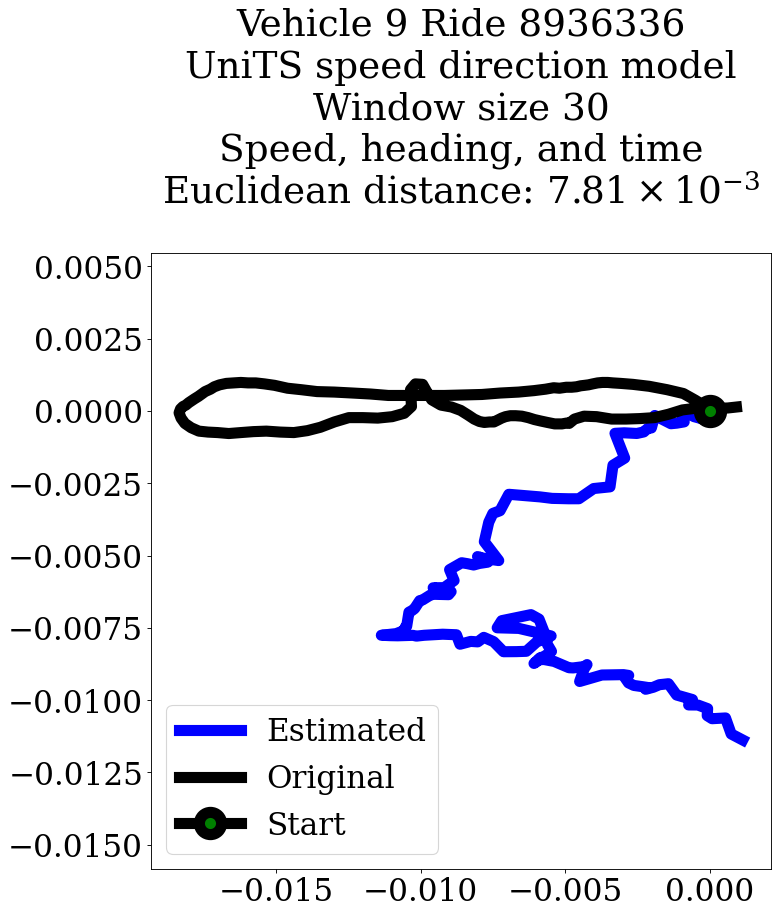 Vehicle 9 Ride 8936336
UniTS speed direction model
Window size 30
Speed, heading, and time
Euclidean distance: 7.81 × 10⁻³
0.0050
0.0025
0.0000
−0.0025
−0.0050
−0.0075
−0.0100
−0.0125
−0.0150
Estimated
Original
Start
−0.015
−0.010
−0.005
0.000